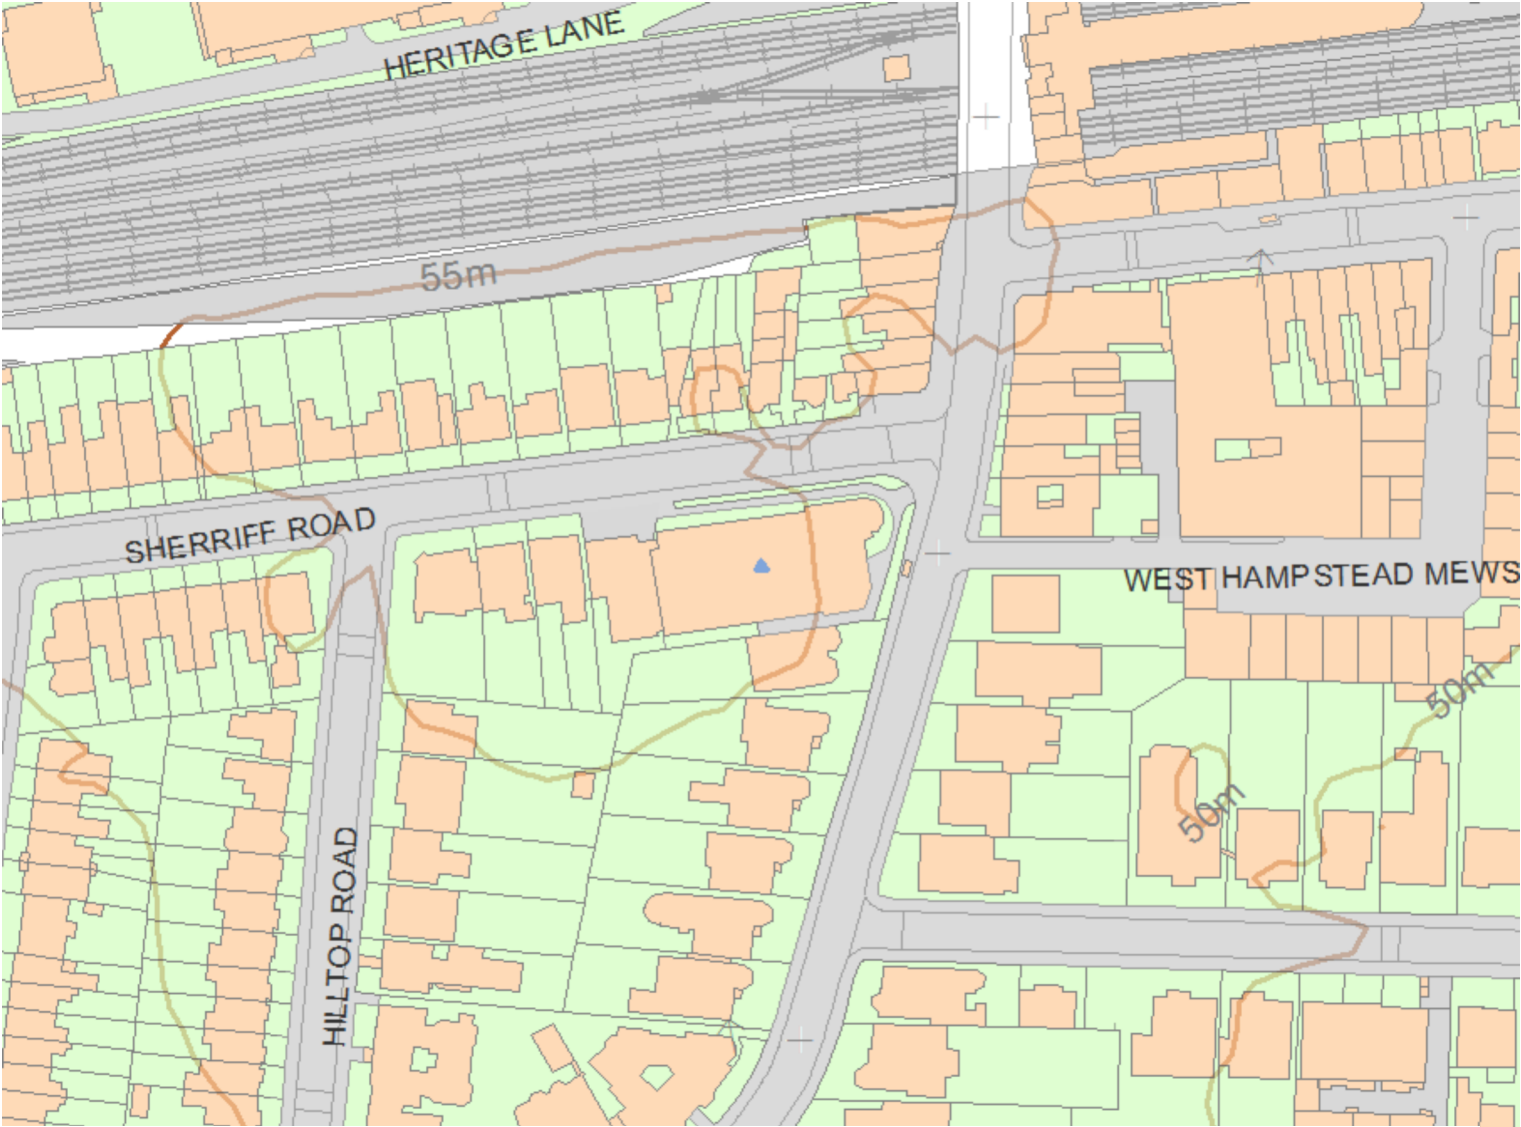 HERITAGE LANE
55m
SHERRIFF ROAD
WEST HAMPSTEAD MEWS
50m
50m
HILLTOP ROAD